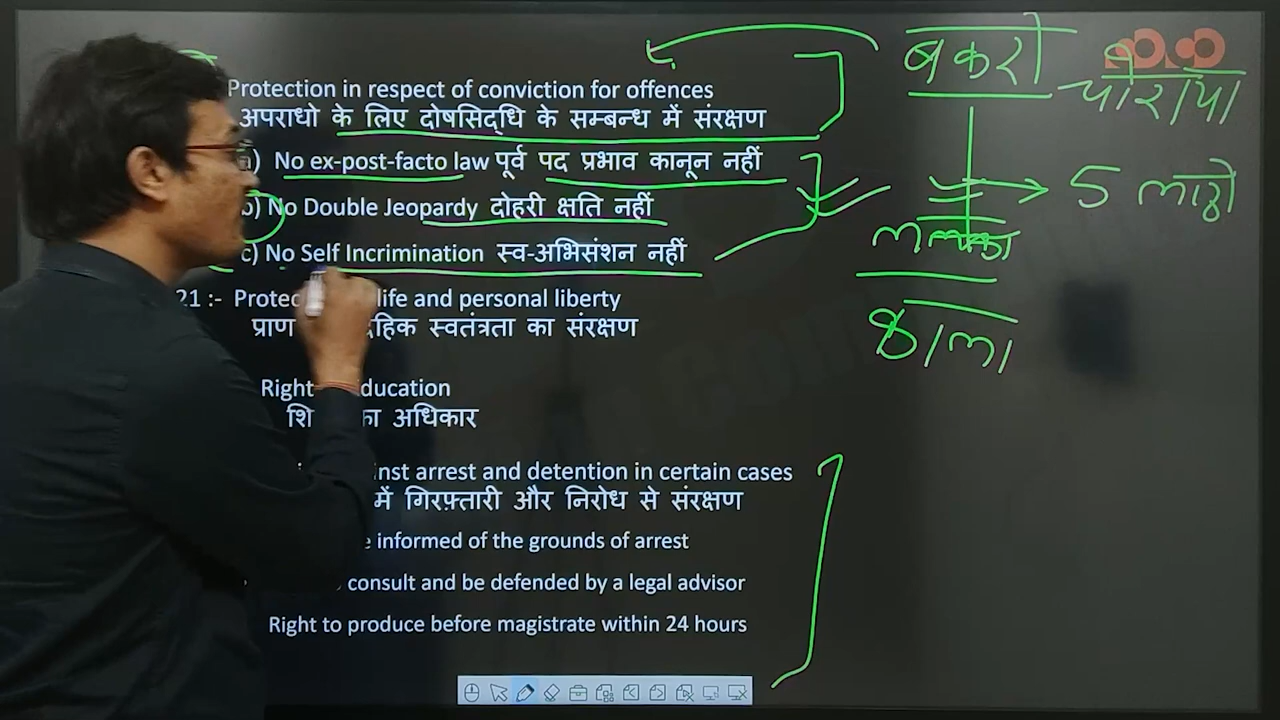 Protection in respect of conviction for offences
अपराधो के लिए दोषसिद्धि के सम्बन्ध में संरक्षण
a) No ex-post-facto law पूर्व पद प्रभाव कानून नहीं
b) No Double Jeopardy दोहरी क्षति नहीं
c) No Self Incrimination स्व-अभिसंशन नहीं
21 :- life and personal liberty
प्राण स्वतंत्रता का संरक्षण
Right
का अधिकार
arrest and detention in certain cases
में गिरफ़्तारी और निरोध से संरक्षण
informed of the grounds of arrest
consult and be defended by a legal advisor
Right to produce before magistrate within 24 hours
बकरी
5 लाठी